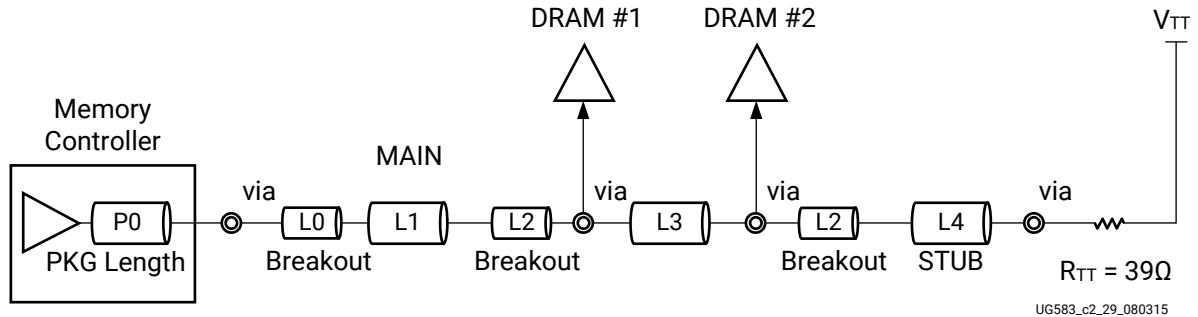 DRAM #1
DRAM #2
VTT
Memory
Controller
MAIN
via
via
via
via
P0
L0
L1
L2
L3
L2
L4
PKG Length
Breakout
Breakout
Breakout
STUB
RTT = 39Ω
UG583_c2_29_080315